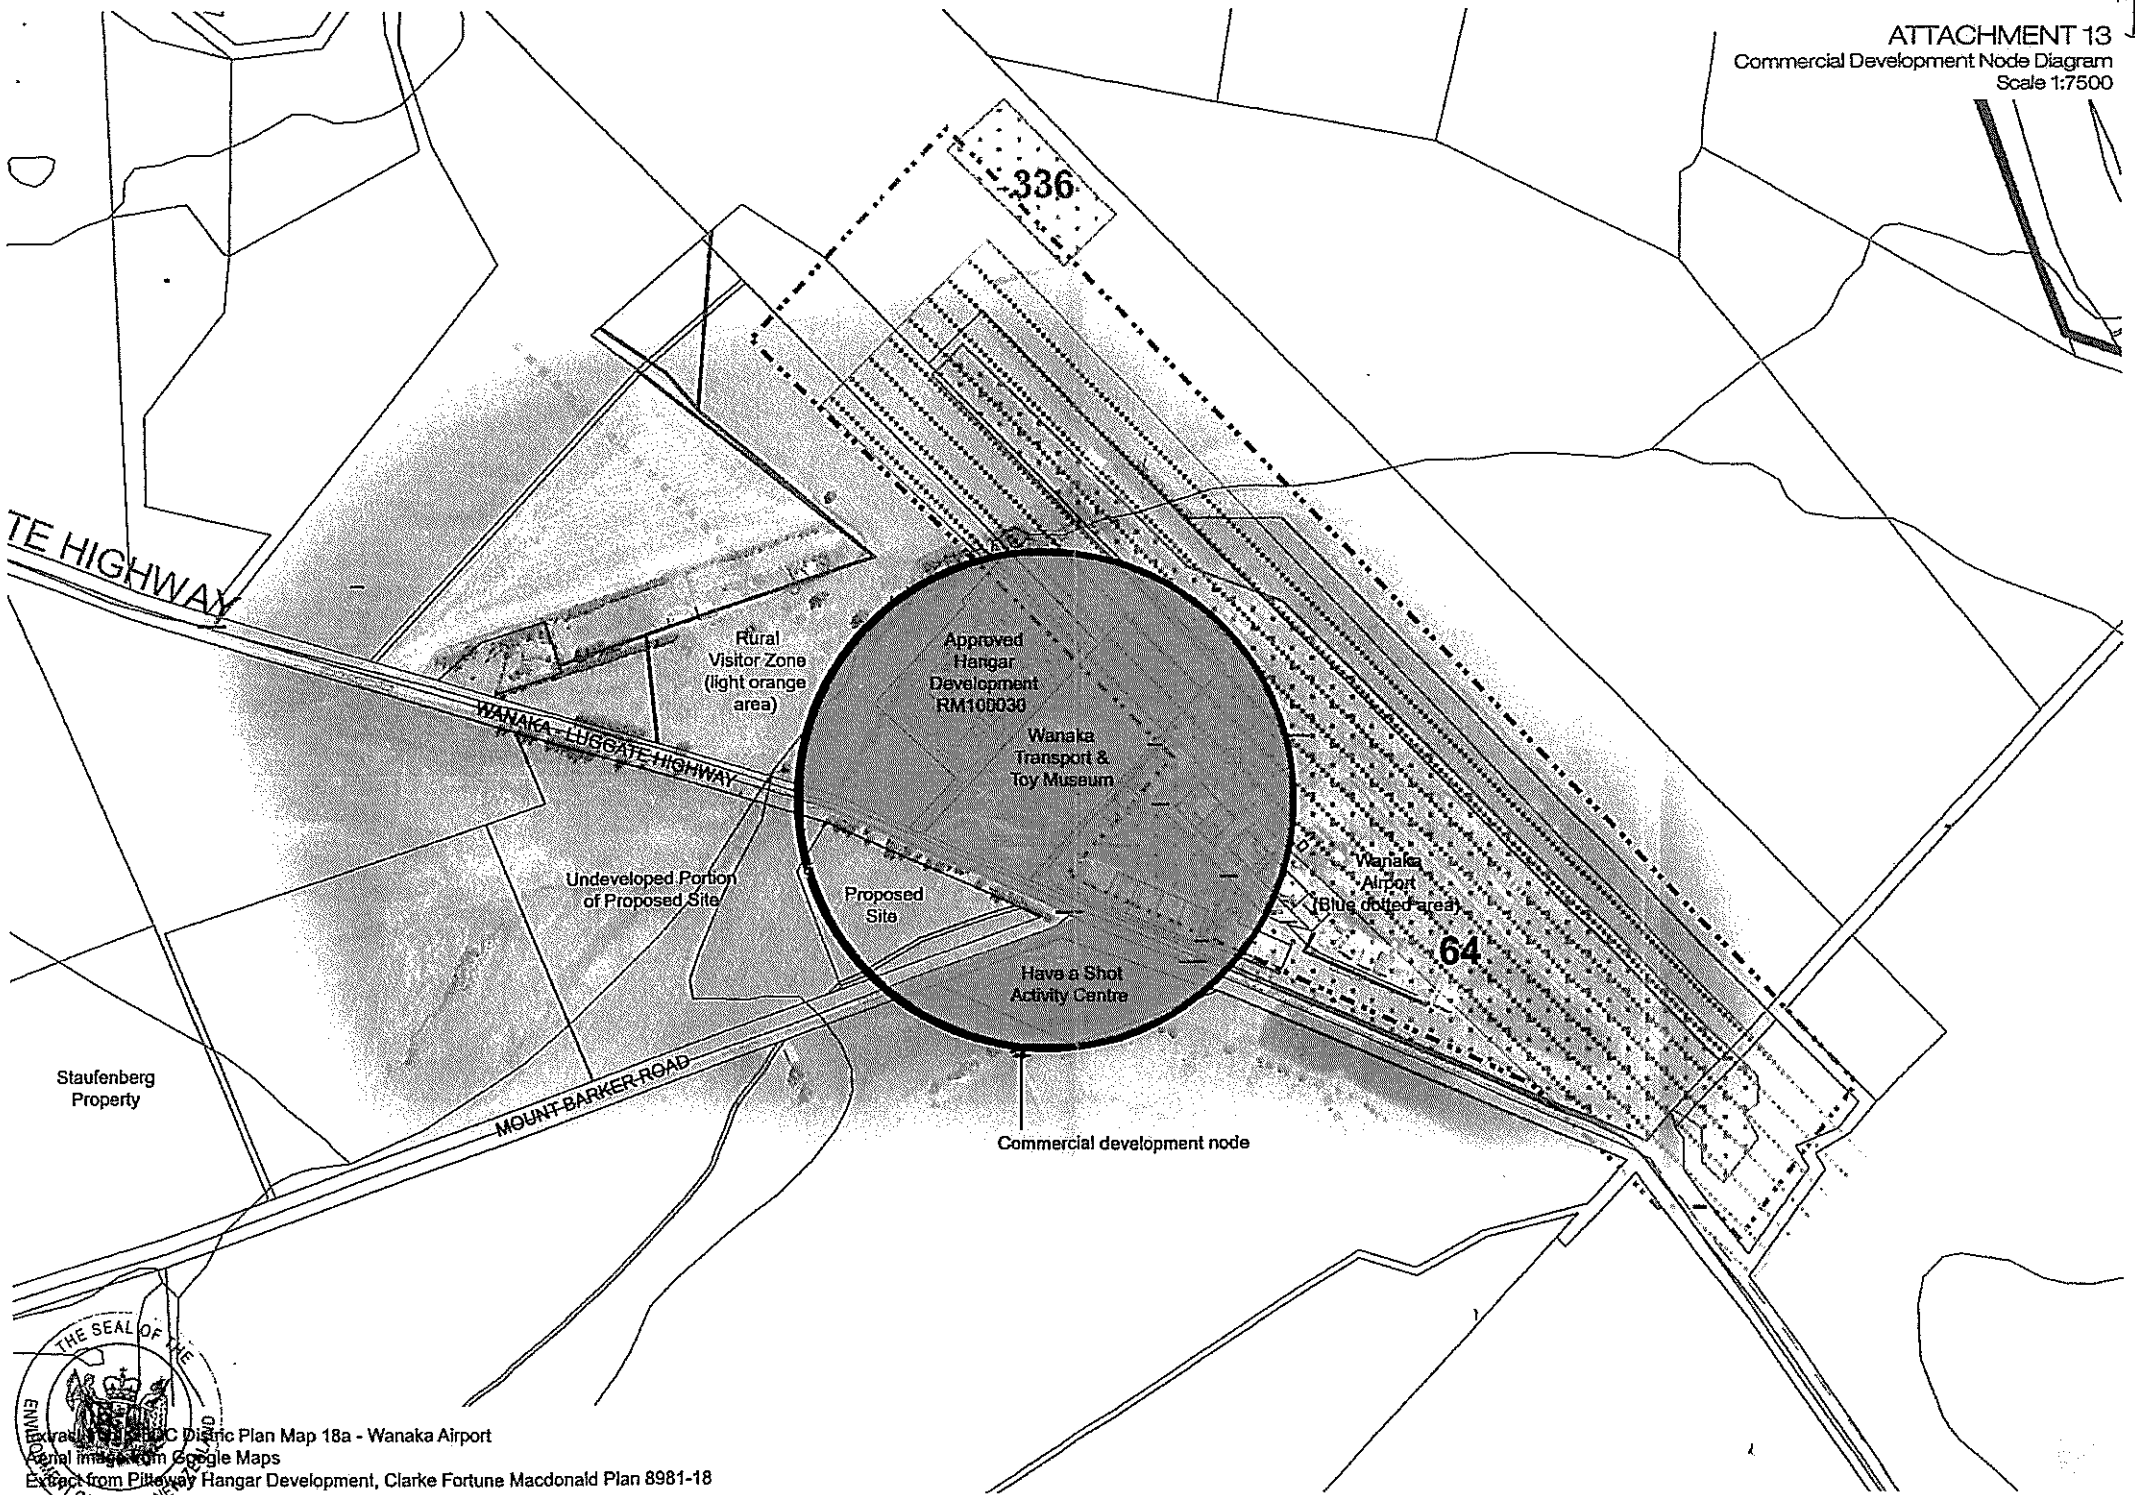 ATTACHMENT 13
Commercial Development Node Diagram
Scale 1:7500
336
TE HIGHWAY
Rural
Visitor Zone
(light orange
area)
Approved
Hangar
Development
RM100030
WANAKA - LUGGATE HIGHWAY
Wanaka
Transport &
Toy Museum
Undeveloped Portion
of Proposed Site
Proposed
Site
Wanaka
Airport
(Blue dotted area)
64
Have a Shot
Activity Centre
Staufenberg
Property
MOUNT BARKER ROAD
Commercial development node
THE SEAL OF THE
Distric Plan Map 18a - Wanaka Airport
Aerial image from Google Maps
Extract from Pittaway Hangar Development, Clarke Fortune Macdonald Plan 8981-18